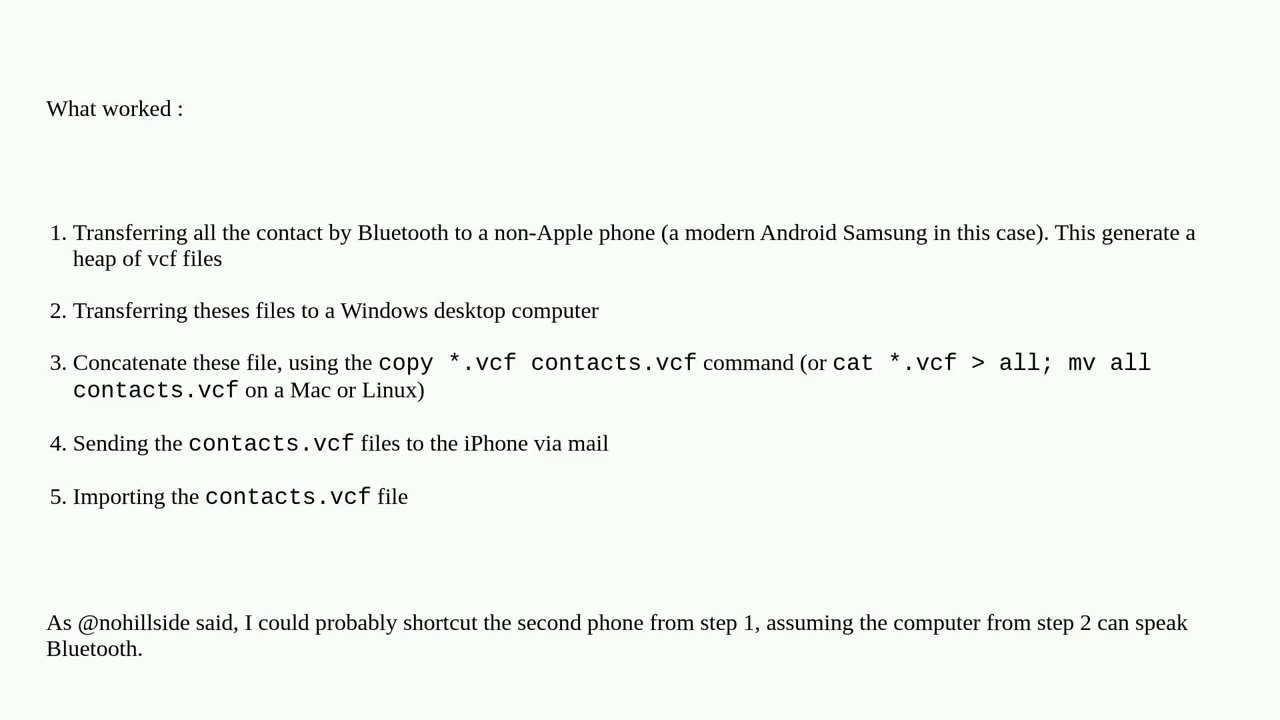 What worked :
1. Transferring all the contact by Bluetooth to a non-Apple phone (a modern Android Samsung in this case). This generate a
heap of vcf files
2. Transferring theses files to a Windows desktop computer
3. Concatenate these file, using the copy *.vcf contacts.vcf command (or cat *.vcf > all; mv all
contacts.vcf on a Mac or Linux)
4. Sending the contacts.vcf files to the iPhone via mail
5. Importing the contacts.vcf file
As @nohillside said, I could probably shortcut the second phone from step 1, assuming the computer from step 2 can speak
Bluetooth.